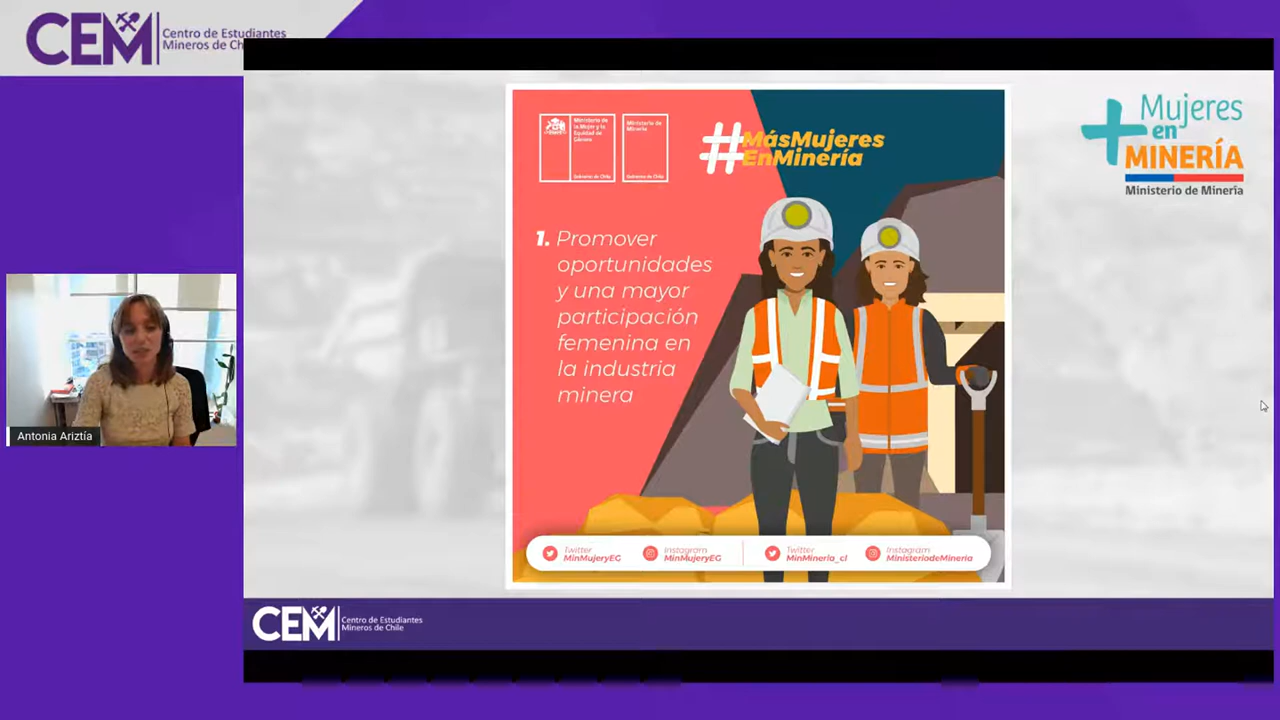 CEM
Centro de Estudiantes
Mineros de Ch
Antonia Ariztía
Ministerio de
la Mujer y la
Equidad de
Género
Gobierno de Chile
Ministerio de
Minería
Gobierno de Chile
#MásMujeres
EnMinería
1. Promover
oportunidades
y una mayor
participación
femenina en
la industria
minera
Twitter
MinMujeryEG
Instagram
MinMujeryEG
Twitter
MinMineria_cl
Instagram
MinisteriodeMineria
+Mujeres
en
MINERÍA
Ministerio de Minería
CEM
Centro de Estudiantes
Mineros de Chile